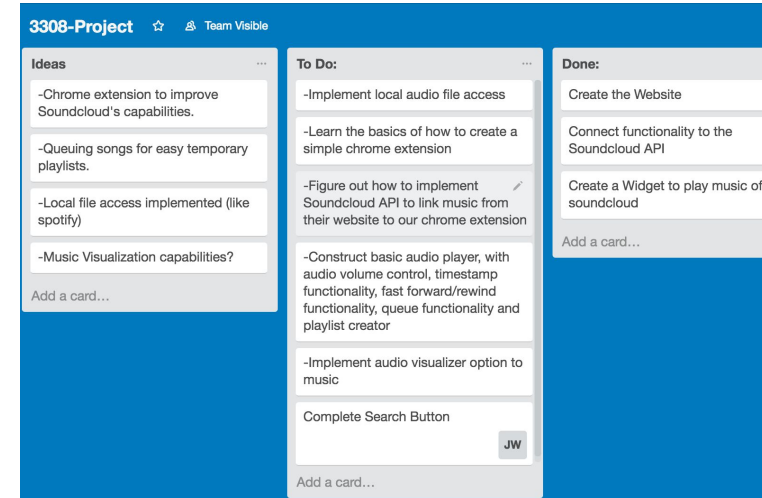 3308-Project Team Visible
Ideas
-Chrome extension to improve
Soundcloud's capabilities.
-Queuing songs for easy temporary
playlists.
-Local file access implemented (like
spotify)
-Music Visualization capabilities?
Add a card...
To Do:
-Implement local audio file access
-Learn the basics of how to create a
simple chrome extension
-Figure out how to implement
Soundcloud API to link music from
their website to our chrome extension
-Construct basic audio player, with
audio volume control, timestamp
functionality, fast forward/rewind
functionality, queue functionality and
playlist creator
-Implement audio visualizer option to
music
Complete Search Button
JW
Add a card...
Done:
Create the Website
Connect functionality to the
Soundcloud API
Create a Widget to play music of
soundcloud
Add a card...